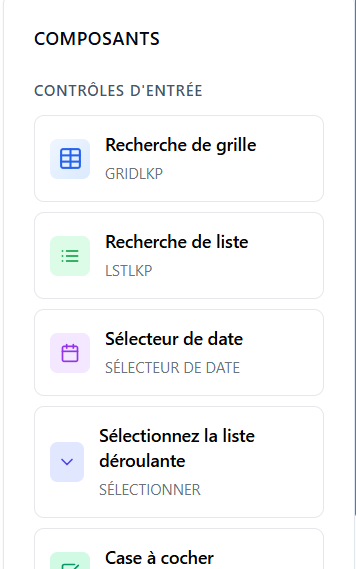 COMPOSANTS
CONTRÔLES D'ENTRÉE
Recherche de grille
GRIDLKP
Recherche de liste
LSTLKP
Sélecteur de date
SÉLECTEUR DE DATE
Sélectionnez la liste
déroulante
SÉLECTIONNER
Case à cocher